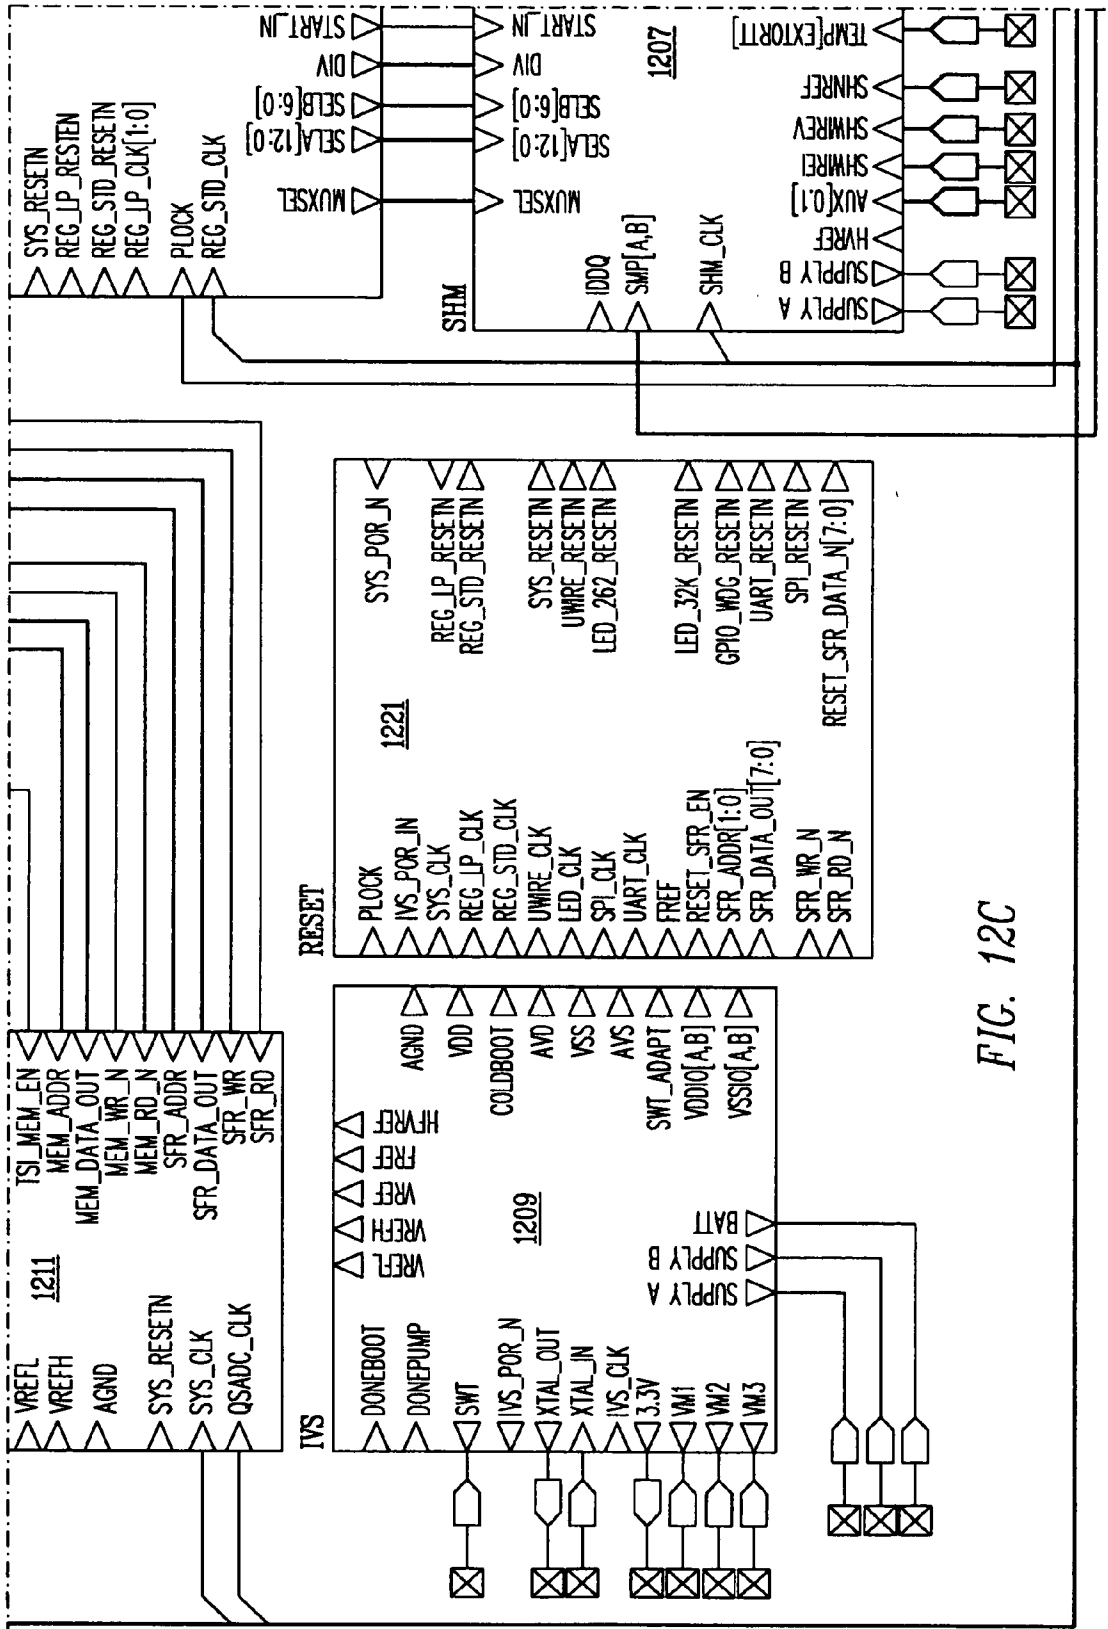 SYS_RESETN
REG_LP_RESTEN
REG_STD_RESETN
REG_LP_CLK[1:0]
PLOCK
REG_STD_CLK
START_IN
DIV
SELB[6:0]
SELA[12:0]
MUXSEL
SHM
START_IN
DIV
SELB[6:0]
SELA[12:0]
MUXSEL
1207
IDDQ
SMP[A,B]
SHM_CLK
TEMP[EXTORTT]
SHNREF
SHWIREV
SHWIREI
AUX[0.1]
HVREF
SUPPLY B
SUPPLY A
RESET
PLOCK
IVS_POR_IN
SYS_CLK
REG_LP_CLK
REG_STD_CLK
UWIRE_CLK
LED_CLK
SPI_CLK
UART_CLK
FREF
RESET_SFR_EN
SFR_ADDR[1:0]
SFR_DATA_OUT[7:0]
SFR_WR_N
SFR_RD_N
1221
SYS_POR_N
REG_LP_RESETN
REG_STD_RESETN
SYS_RESETN
UWIRE_RESETN
LED_262_RESETN
LED_32K_RESETN
GPIO_WDG_RESETN
UART_RESETN
SPI_RESETN
RESET_SFR_DATA_N[7:0]
VREFL
VREFH
AGND
SYS_RESETN
SYS_CLK
QSADC_CLK
1211
TSI_MEM_EN
MEM_ADDR
MEM_DATA_OUT
MEM_WR_N
MEM_RD_N
SFR_ADDR
SFR_DATA_OUT
SFR_WR
SFR_RD
IVS
DONEBOOT
DONEPUMP
SWT
IVS_POR_N
XTAL_OUT
XTAL_IN
IVS_CLK
3.3V
VM1
VM2
VM3
VREFL
VREFH
VREF
FREF
HFVREF
1209
AGND
VDD
COLDBOOT
AVD
VSS
AVS
SWT_ADAPT
VDDIO[A,B]
VSSIO[A,B]
SUPPLY A
SUPPLY B
BATT
FIG. 12C